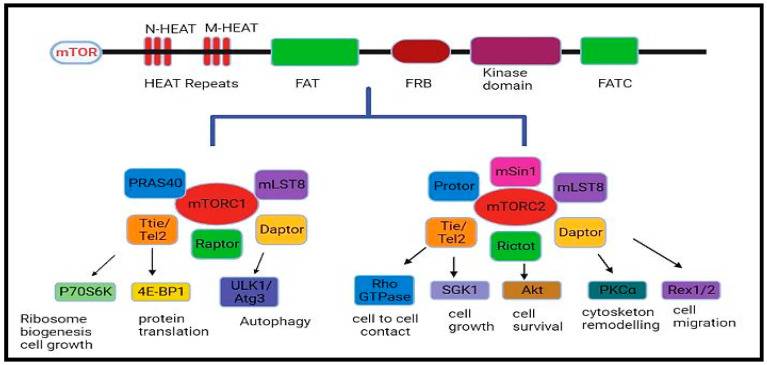 N-HEAT M-HEAT
mTOR
HEAT Repeats FAT FRB Kinase domain FATC
mSin1
PRAS40 mLST8 Protor mLST8
mTORC1 mTORC2
Ttie/
Tel2
Raptor
Daptor
Tie/
Tel2
Rictot
Daptor
P70S6K 4E-BP1
ULK1/
Atg3
Rho
GTPase
SGK1 Akt PKCα Rex1/2
Ribosome
biogenesis
cell growth
protein
translation
Autophagy
cell to cell
contact
cell
growth
cell
survival
cytosketon
remodelling
cell
migration